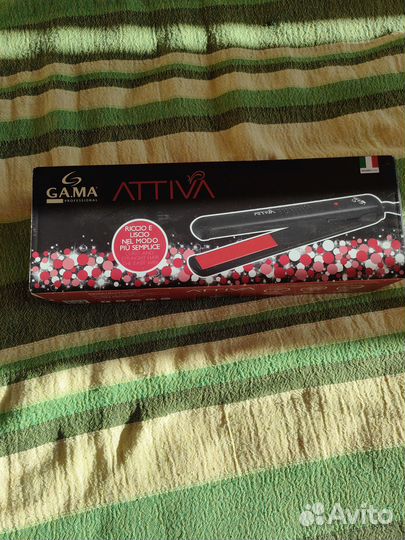 GA.MA
PROFESSIONAL
ATTIVA
RICCIO E
LISCIO
NEL MODO
PIÙ SEMPLICE
ATTIVA
Avito